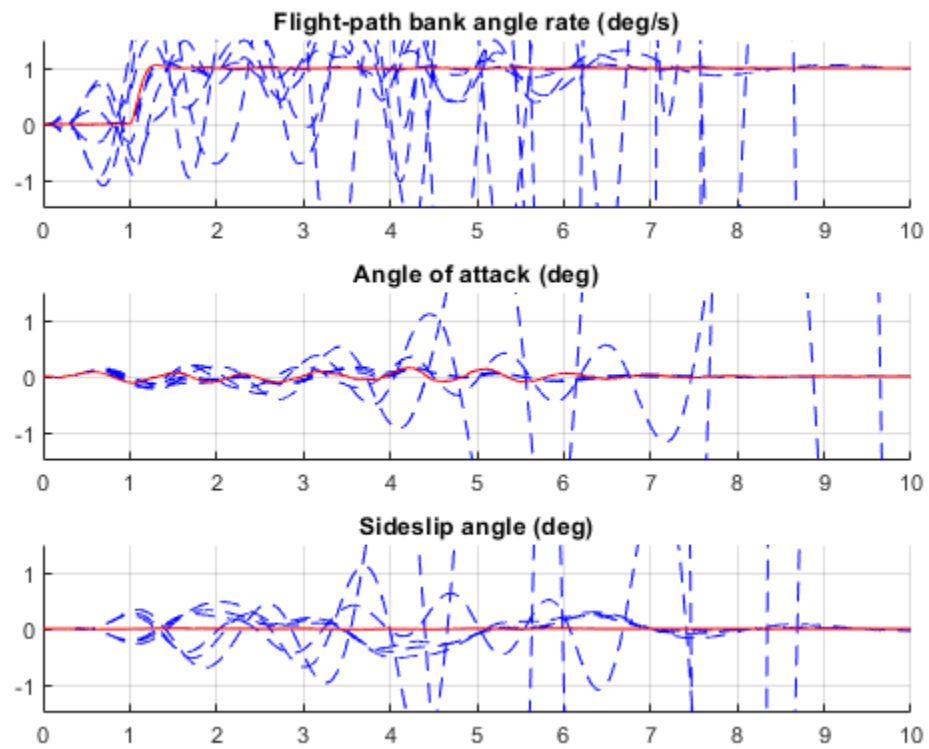 Flight-path bank angle rate (deg/s)
1
0
-1
0 1 2 3 4 5 6 7 8 9 10
Angle of attack (deg)
1
0
-1
0 1 2 3 4 5 6 7 8 9 10
Sideslip angle (deg)
1
0
-1
0 1 2 3 4 5 6 7 8 9 10